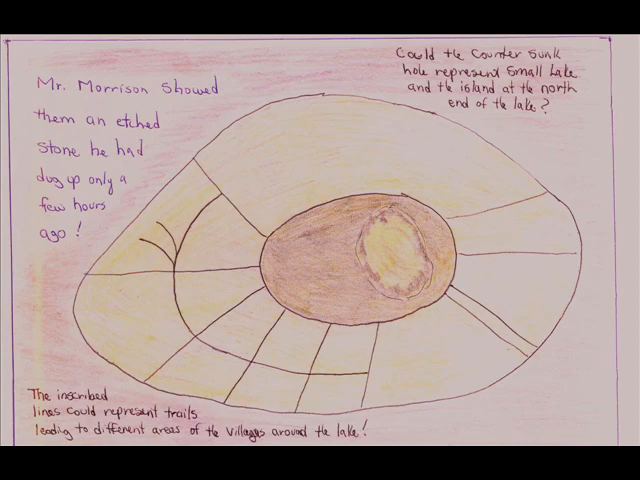 Mr. Morrison Showed
them an etched
Stone he had
dug up only a
few hours
ago!
Could the Counter Sunk
hole represent Small Lake
and the island at the north
end of the lake?
The inscribed
lines could represent trails
leading to different areas of the villages around the lake!